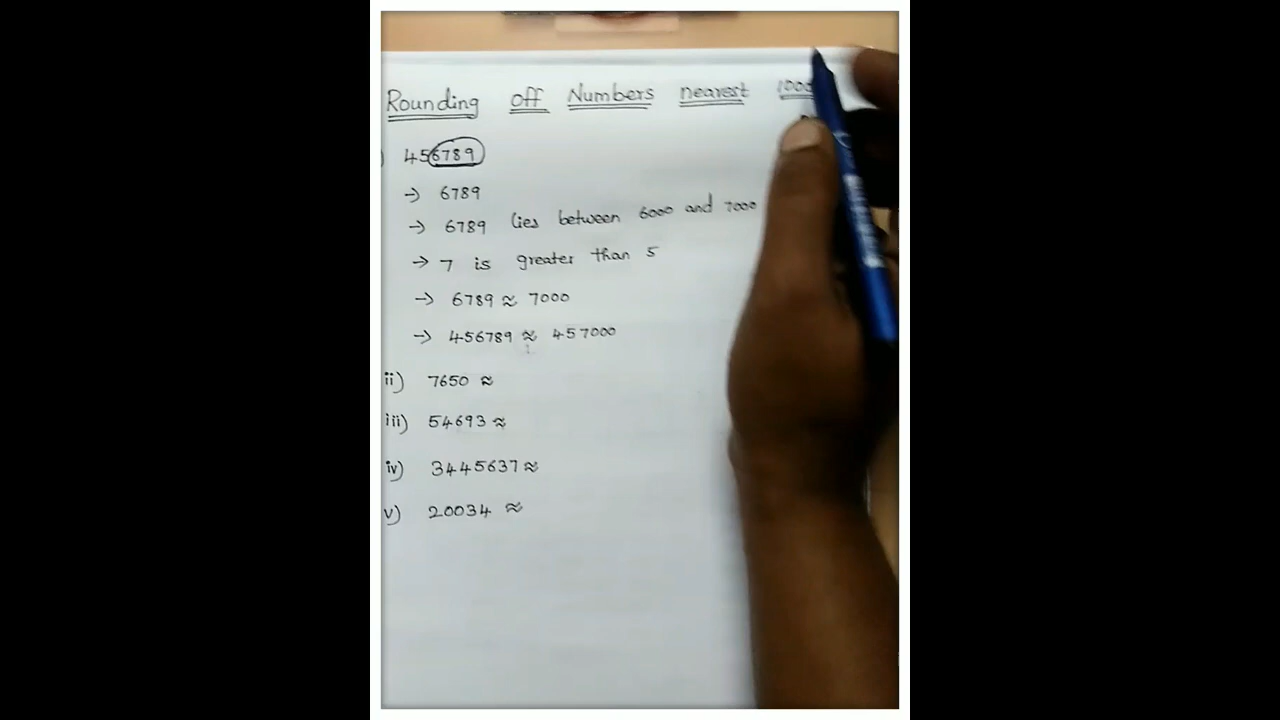 Rounding off Numbers nearest 1000
) 456789
→ 6789
→ 6789 lies between 6000 and 7000
→ 7 is greater than 5
→ 6789 ≈ 7000
→ 456789 ≈ 457000
ii) 7650 ≈
iii) 54693 ≈
iv) 3445637 ≈
v) 20034 ≈